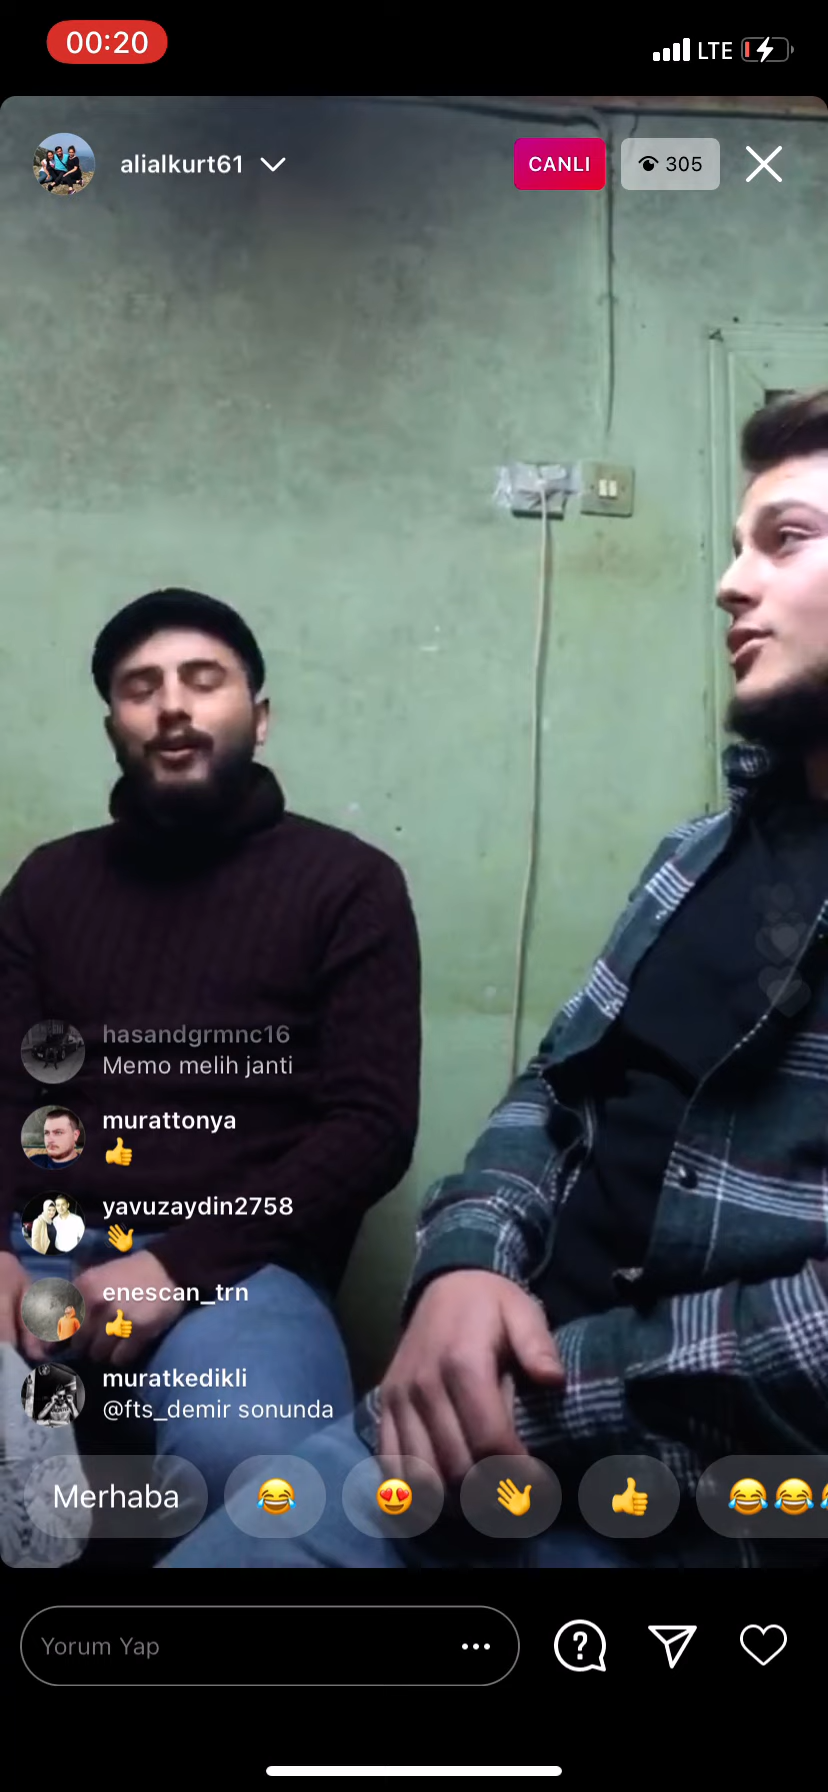 00:20
LTE
alialkurt61
CANLI
305
hasandgrmnc16
Memo melih janti
murattonya
👍
yavuzaydin2758
👋
enescan_trn
👍
muratkedikli
@fts_demir sonunda
Merhaba 😂 😍 👋 👍 😂😂
Yorum Yap